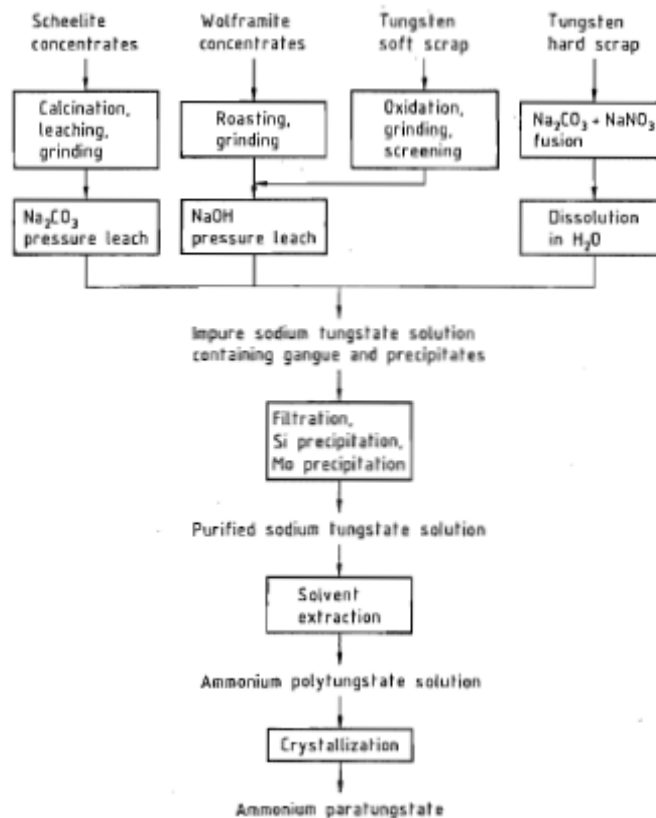 Scheelite
concentrates
Wolframite
concentrates
Tungsten
soft scrap
Tungsten
hard scrap
Calcination,
leaching,
grinding
Roasting,
grinding
Oxidation,
grinding,
screening
Na₂CO₃ + NaNO₃
fusion
Na₂CO₃
pressure leach
NaOH
pressure leach
Dissolution
in H₂O
Impure sodium tungstate solution
containing gangue and precipitates
Filtration,
Si precipitation,
Mo precipitation
Purified sodium tungstate solution
Solvent
extraction
Ammonium polytungstate solution
Crystallization
Ammonium paratungstate